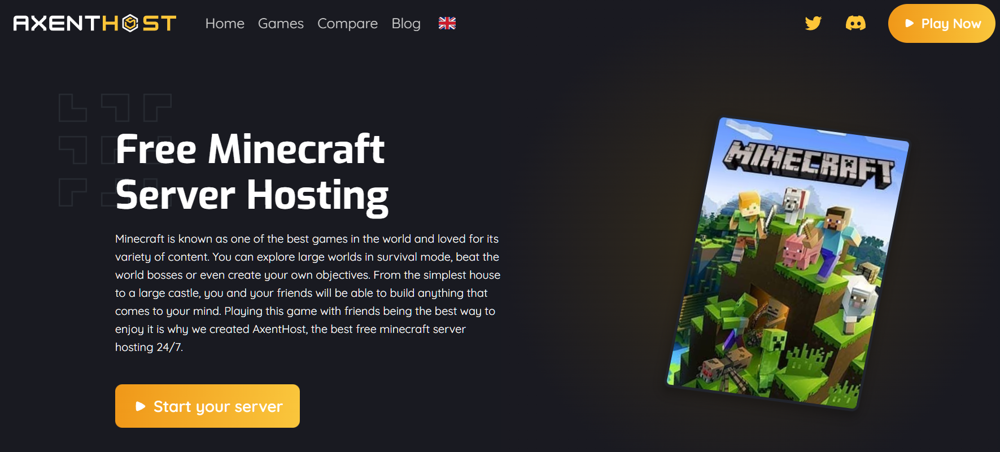 AXENTHOST
Home Games Compare Blog
Play Now
Free Minecraft
Server Hosting
Minecraft is known as one of the best games in the world and loved for its
variety of content. You can explore large worlds in survival mode, beat the
world bosses or even create your own objectives. From the simplest house
to a large castle, you and your friends will be able to build anything that
comes to your mind. Playing this game with friends being the best way to
enjoy it is why we created AxentHost, the best free minecraft server
hosting 24/7.
Start your server
MINECRAFT